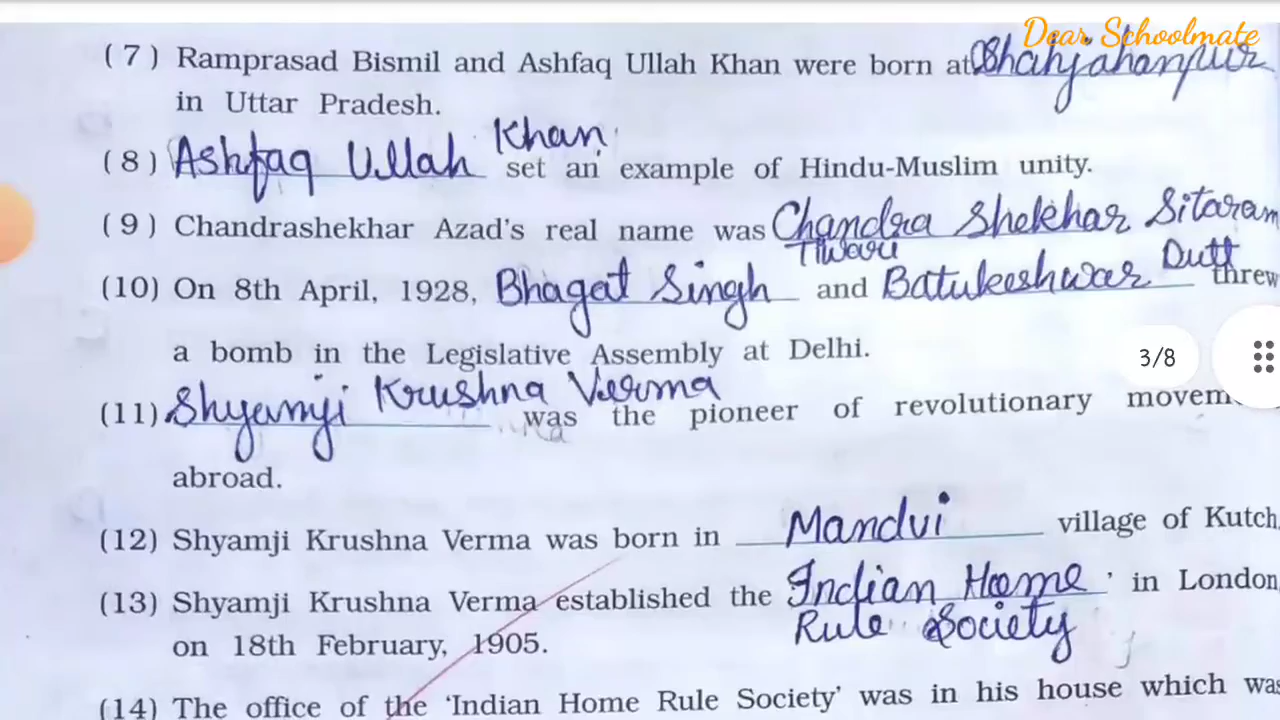 Dear Schoolmate
(7) Ramprasad Bismil and Ashfaq Ullah Khan were born at Shahjahanpur
in Uttar Pradesh.
(8) Ashfaq Ullah Khan set an example of Hindu-Muslim unity.
(9) Chandrashekhar Azad's real name was Chandra Shekhar Sitaram
Tiwari
(10) On 8th April, 1928, Bhagat Singh and Batukeshwar Dutt threw
a bomb in the Legislative Assembly at Delhi.
3/8
(11) Shyamji Krushna Verma was the pioneer of revolutionary movem
abroad.
(12) Shyamji Krushna Verma was born in Mandvi village of Kutch
(13) Shyamji Krushna Verma established the Indian Home ' in London
Rule Society
on 18th February, 1905.
(14) The office of the 'Indian Home Rule Society' was in his house which was